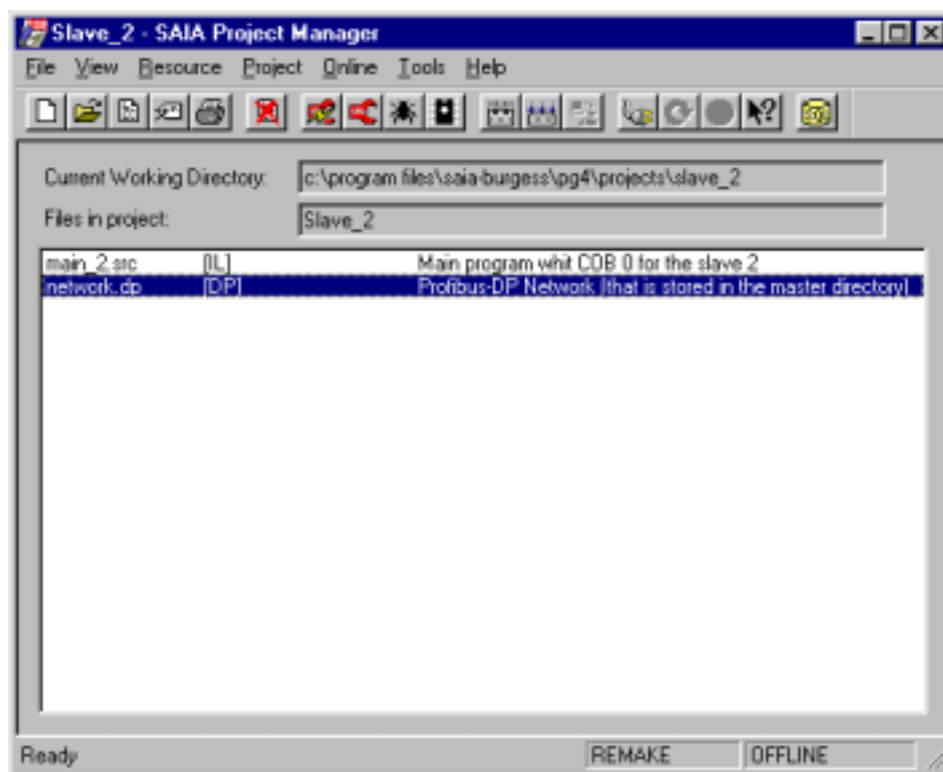 Slave_2 - SAIA Project Manager
File View Resource Project Online Tools Help
Current Working Directory: c:\program files\saia-burgess\pg4\projects\slave_2
Files in project: Slave_2
main_2.src [IL] Main program whit COB 0 for the slave 2
network.dp [DP] Profibus-DP Network (that is stored in the master directory)
Ready REMAKE OFFLINE